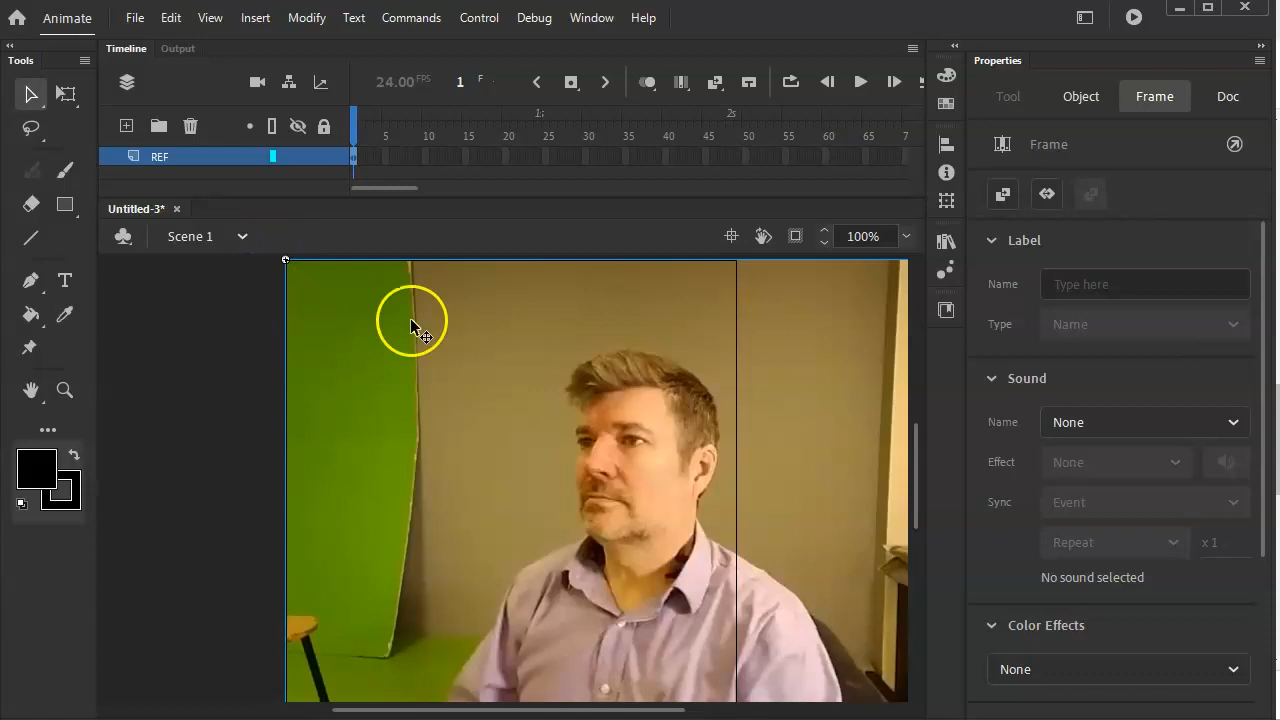 Animate
File Edit View Insert Modify Text Commands Control Debug Window Help
Tools
Timeline Output
24.00 FPS 1 F
1s 2s
5 10 15 20 25 30 35 40 45 50 55 60 65 7
REF
Untitled-3*
Scene 1
100%
Properties
Tool Object Frame Doc
Frame
Label
Name Type here
Type Name
Sound
Name None
Effect None
Sync Event
Repeat x 1
No sound selected
Color Effects
None